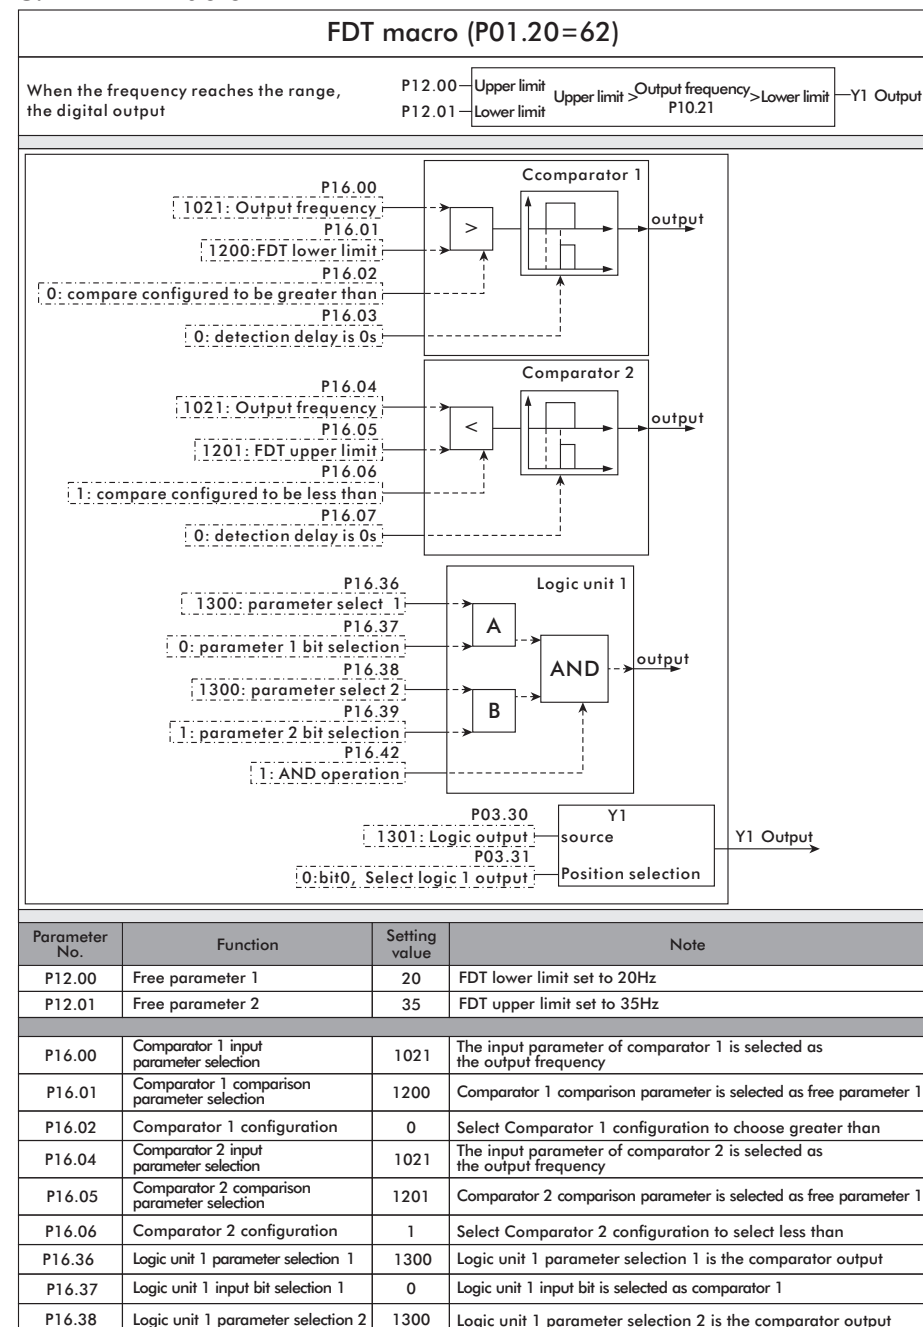 FDT macro (P01.20=62)
When the frequency reaches the range,
the digital output
P12.00
Upper limit
P12.01
Lower limit
Upper limit >Output frequency>Lower limit
P10.21
Y1 Output
Ccomparator 1
P16.00
1021: Output frequency
P16.01
1200:FDT lower limit
P16.02
0: compare configured to be greater than
P16.03
0: detection delay is 0s
>
output
Comparator 2
P16.04
1021: Output frequency
P16.05
1201: FDT upper limit
P16.06
1: compare configured to be less than
P16.07
0: detection delay is 0s
<
output
Logic unit 1
P16.36
1300: parameter select 1
P16.37
0: parameter 1 bit selection
P16.38
1300: parameter select 2
P16.39
1: parameter 2 bit selection
P16.42
1: AND operation
A
B
AND
output
P03.30
1301: Logic output
P03.31
0:bit0, Select logic 1 output
Y1
source
Position selection
Y1 Output
Parameter No. Function Setting value Note
P12.00 Free parameter 1 20 FDT lower limit set to 20Hz
P12.01 Free parameter 2 35 FDT upper limit set to 35Hz
P16.00 Comparator 1 input parameter selection 1021 The input parameter of comparator 1 is selected as the output frequency
P16.01 Comparator 1 comparison parameter selection 1200 Comparator 1 comparison parameter is selected as free parameter 1
P16.02 Comparator 1 configuration 0 Select Comparator 1 configuration to choose greater than
P16.04 Comparator 2 input parameter selection 1021 The input parameter of comparator 2 is selected as the output frequency
P16.05 Comparator 2 comparison parameter selection 1201 Comparator 2 comparison parameter is selected as free parameter 1
P16.06 Comparator 2 configuration 1 Select Comparator 2 configuration to select less than
P16.36 Logic unit 1 parameter selection 1 1300 Logic unit 1 parameter selection 1 is the comparator output
P16.37 Logic unit 1 input bit selection 1 0 Logic unit 1 input bit is selected as comparator 1
P16.38 Logic unit 1 parameter selection 2 1300 Logic unit 1 parameter selection 2 is the comparator output